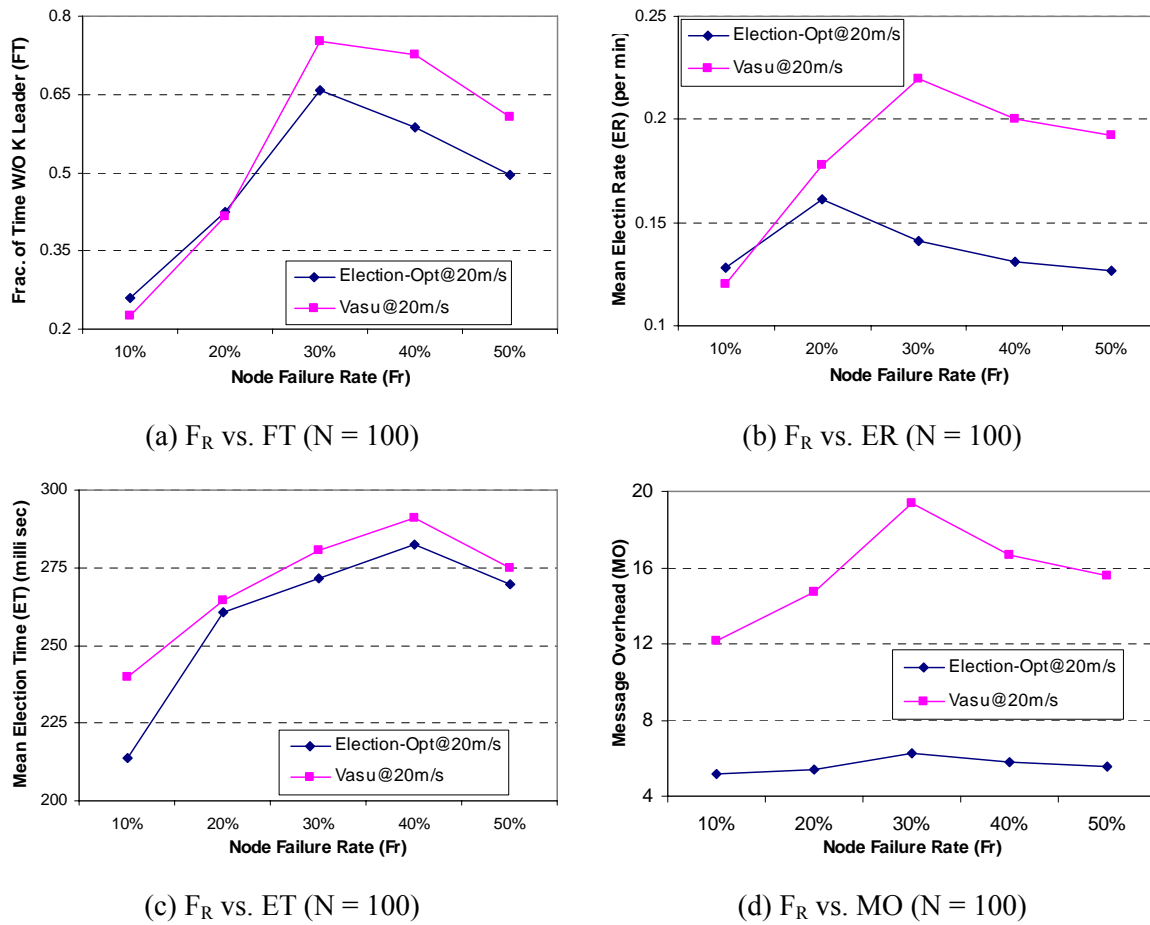 0.8
0.65
0.5
0.35
0.2
Frac. of Time W/O K Leader (FT)
Election-Opt@20m/s
Vasu@20m/s
10% 20% 30% 40% 50%
Node Failure Rate (Fr)
(a) FR vs. FT (N = 100)
0.25
0.2
0.15
0.1
Mean Electin Rate (ER) (per min)
Election-Opt@20m/s
Vasu@20m/s
10% 20% 30% 40% 50%
Node Failure Rate (Fr)
(b) FR vs. ER (N = 100)
300
275
250
225
200
Mean Election Time (ET) (milli sec)
Election-Opt@20m/s
Vasu@20m/s
10% 20% 30% 40% 50%
Node Failure Rate (Fr)
(c) FR vs. ET (N = 100)
20
16
12
8
4
Message Overhead (MO)
Election-Opt@20m/s
Vasu@20m/s
10% 20% 30% 40% 50%
Node Failure Rate (Fr)
(d) FR vs. MO (N = 100)